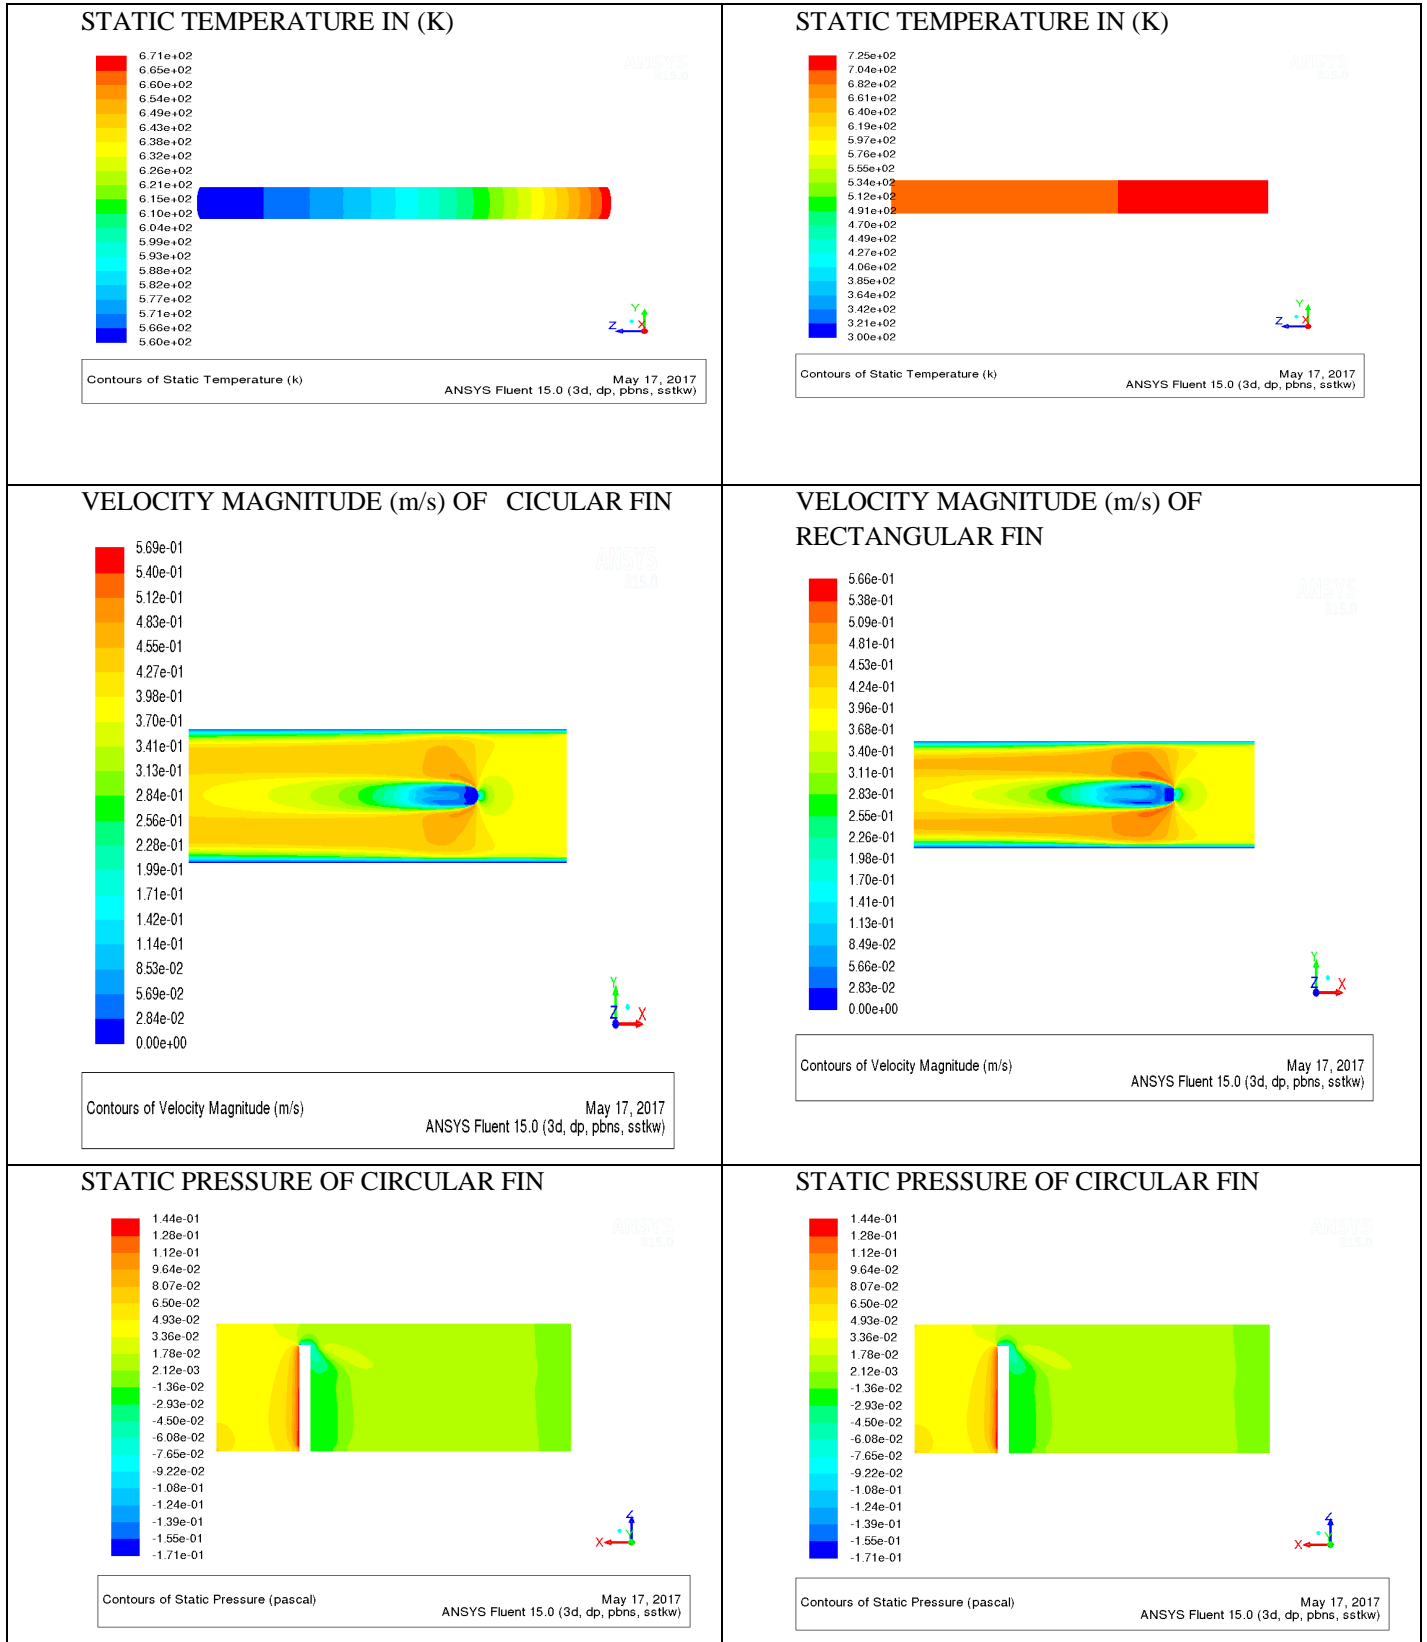 STATIC TEMPERATURE IN (K)
ANSYS
R15.0
6.71e+02
6.65e+02
6.60e+02
6.54e+02
6.49e+02
6.43e+02
6.38e+02
6.32e+02
6.26e+02
6.21e+02
6.15e+02
6.10e+02
6.04e+02
5.99e+02
5.93e+02
5.88e+02
5.82e+02
5.77e+02
5.71e+02
5.66e+02
5.60e+02
Y
Z X
Contours of Static Temperature (k) May 17, 2017
ANSYS Fluent 15.0 (3d, dp, pbns, sstkw)
STATIC TEMPERATURE IN (K)
ANSYS
R15.0
7.25e+02
7.04e+02
6.82e+02
6.61e+02
6.40e+02
6.19e+02
5.97e+02
5.76e+02
5.55e+02
5.34e+02
5.12e+02
4.91e+02
4.70e+02
4.49e+02
4.27e+02
4.06e+02
3.85e+02
3.64e+02
3.42e+02
3.21e+02
3.00e+02
Y
Z X
Contours of Static Temperature (k) May 17, 2017
ANSYS Fluent 15.0 (3d, dp, pbns, sstkw)
VELOCITY MAGNITUDE (m/s) OF CICULAR FIN
ANSYS
R15.0
5.69e-01
5.40e-01
5.12e-01
4.83e-01
4.55e-01
4.27e-01
3.98e-01
3.70e-01
3.41e-01
3.13e-01
2.84e-01
2.56e-01
2.28e-01
1.99e-01
1.71e-01
1.42e-01
1.14e-01
8.53e-02
5.69e-02
2.84e-02
0.00e+00
Y
Z X
Contours of Velocity Magnitude (m/s) May 17, 2017
ANSYS Fluent 15.0 (3d, dp, pbns, sstkw)
VELOCITY MAGNITUDE (m/s) OF
RECTANGULAR FIN
ANSYS
R15.0
5.66e-01
5.38e-01
5.09e-01
4.81e-01
4.53e-01
4.24e-01
3.96e-01
3.68e-01
3.40e-01
3.11e-01
2.83e-01
2.55e-01
2.26e-01
1.98e-01
1.70e-01
1.41e-01
1.13e-01
8.49e-02
5.66e-02
2.83e-02
0.00e+00
Y
Z X
Contours of Velocity Magnitude (m/s) May 17, 2017
ANSYS Fluent 15.0 (3d, dp, pbns, sstkw)
STATIC PRESSURE OF CIRCULAR FIN
ANSYS
R15.0
1.44e-01
1.28e-01
1.12e-01
9.64e-02
8.07e-02
6.50e-02
4.93e-02
3.36e-02
1.78e-02
2.12e-03
-1.36e-02
-2.93e-02
-4.50e-02
-6.08e-02
-7.65e-02
-9.22e-02
-1.08e-01
-1.24e-01
-1.39e-01
-1.55e-01
-1.71e-01
Z
X Y
Contours of Static Pressure (pascal) May 17, 2017
ANSYS Fluent 15.0 (3d, dp, pbns, sstkw)
STATIC PRESSURE OF CIRCULAR FIN
ANSYS
R15.0
1.44e-01
1.28e-01
1.12e-01
9.64e-02
8.07e-02
6.50e-02
4.93e-02
3.36e-02
1.78e-02
2.12e-03
-1.36e-02
-2.93e-02
-4.50e-02
-6.08e-02
-7.65e-02
-9.22e-02
-1.08e-01
-1.24e-01
-1.39e-01
-1.55e-01
-1.71e-01
Z
X Y
Contours of Static Pressure (pascal) May 17, 2017
ANSYS Fluent 15.0 (3d, dp, pbns, sstkw)